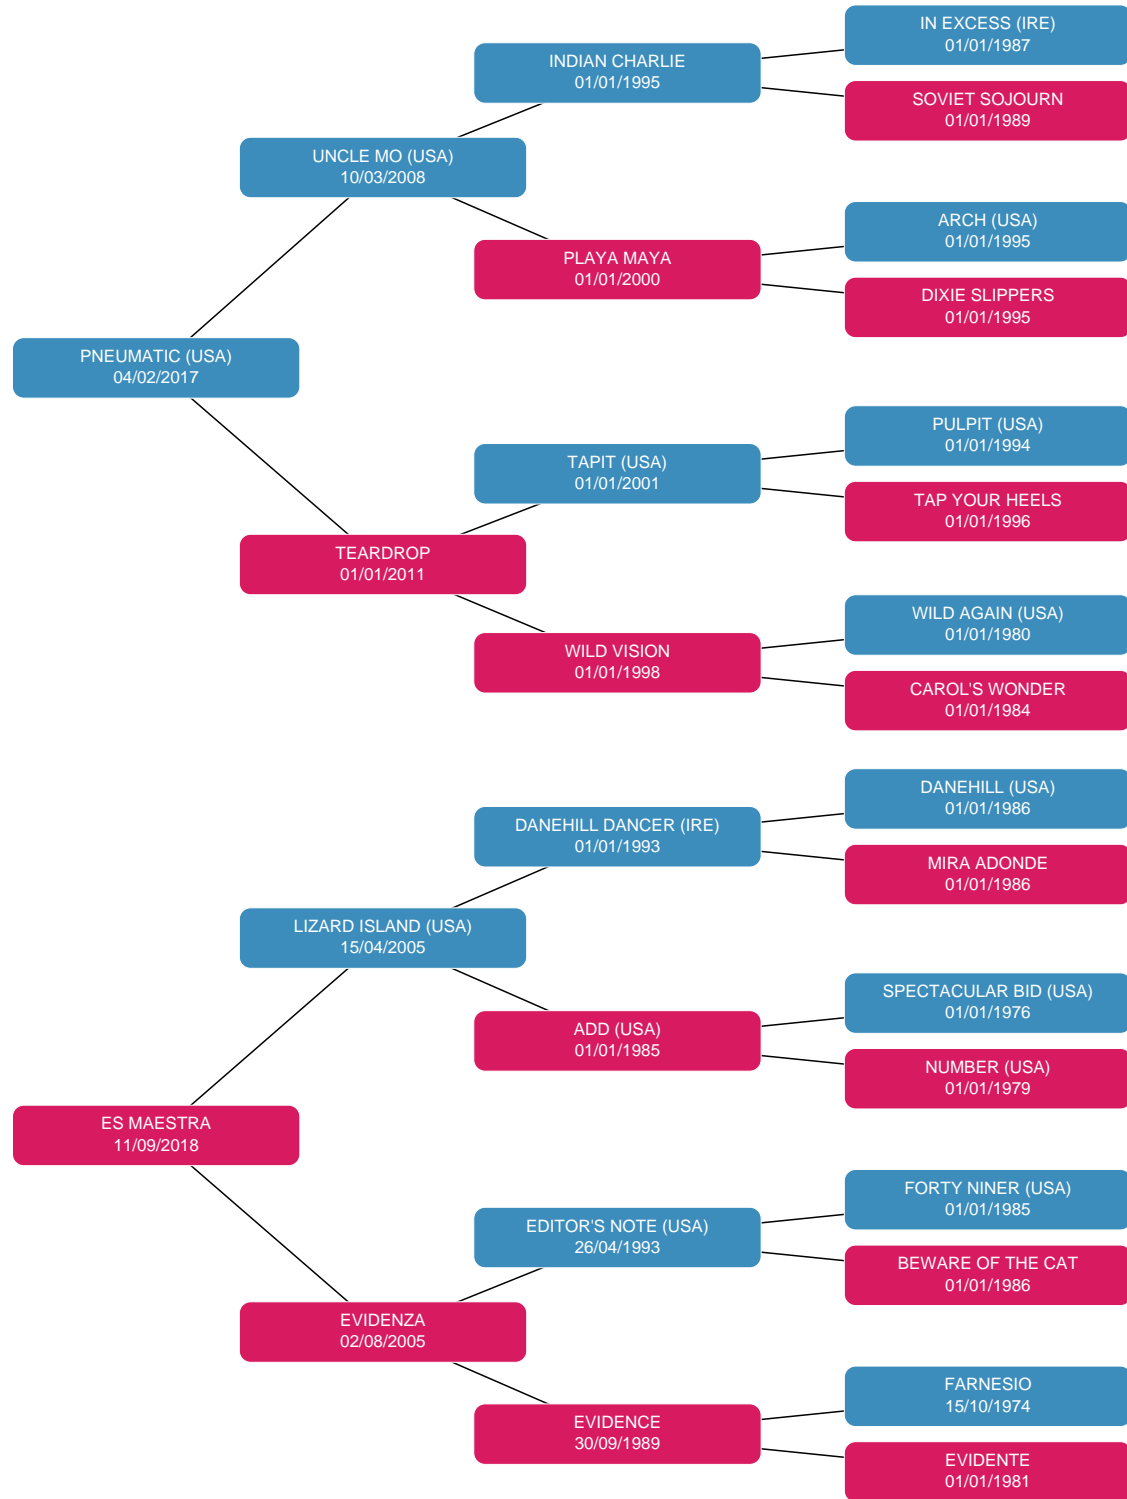 IN EXCESS (IRE)
01/01/1987
INDIAN CHARLIE
01/01/1995
SOVIET SOJOURN
01/01/1989
UNCLE MO (USA)
10/03/2008
ARCH (USA)
01/01/1995
PLAYA MAYA
01/01/2000
DIXIE SLIPPERS
01/01/1995
PNEUMATIC (USA)
04/02/2017
PULPIT (USA)
01/01/1994
TAPIT (USA)
01/01/2001
TAP YOUR HEELS
01/01/1996
TEARDROP
01/01/2011
WILD AGAIN (USA)
01/01/1980
WILD VISION
01/01/1998
CAROL'S WONDER
01/01/1984
DANEHILL (USA)
01/01/1986
DANEHILL DANCER (IRE)
01/01/1993
MIRA ADONDE
01/01/1986
LIZARD ISLAND (USA)
15/04/2005
SPECTACULAR BID (USA)
01/01/1976
ADD (USA)
01/01/1985
NUMBER (USA)
01/01/1979
ES MAESTRA
11/09/2018
FORTY NINER (USA)
01/01/1985
EDITOR'S NOTE (USA)
26/04/1993
BEWARE OF THE CAT
01/01/1986
EVIDENZA
02/08/2005
FARNESIO
15/10/1974
EVIDENCE
30/09/1989
EVIDENTE
01/01/1981